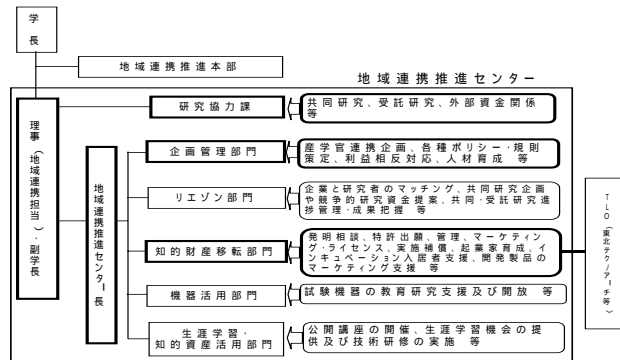 学長
地域連携推進本部
地域連携推進センター
理事(地域連携担当)・副学長
研究協力課
共同研究、受託研究、外部資金関係
等
地域連携推進センター長
企画管理部門
産学官連携企画、各種ポリシー・規則
策定、利益相反対応、人材育成 等
リエゾン部門
企業と研究者のマッチング、共同研究企画
や競争的研究資金提案、共同・受託研究進
捗管理・成果把握 等
知的財産移転部門
発明相談、特許出願、管理、マーケティン
グ・ライセンス、実施補償、起業家育成、イ
ンキュベーション入居者支援、開発製品の
マーケティング支援 等
機器活用部門
試験機器の教育研究支援及び開放 等
生涯学習・
知的資産活用部門
公開講座の開催、生涯学習機会の提
供及び技術研修の実施 等
TLO(東北テクノアーチ等)